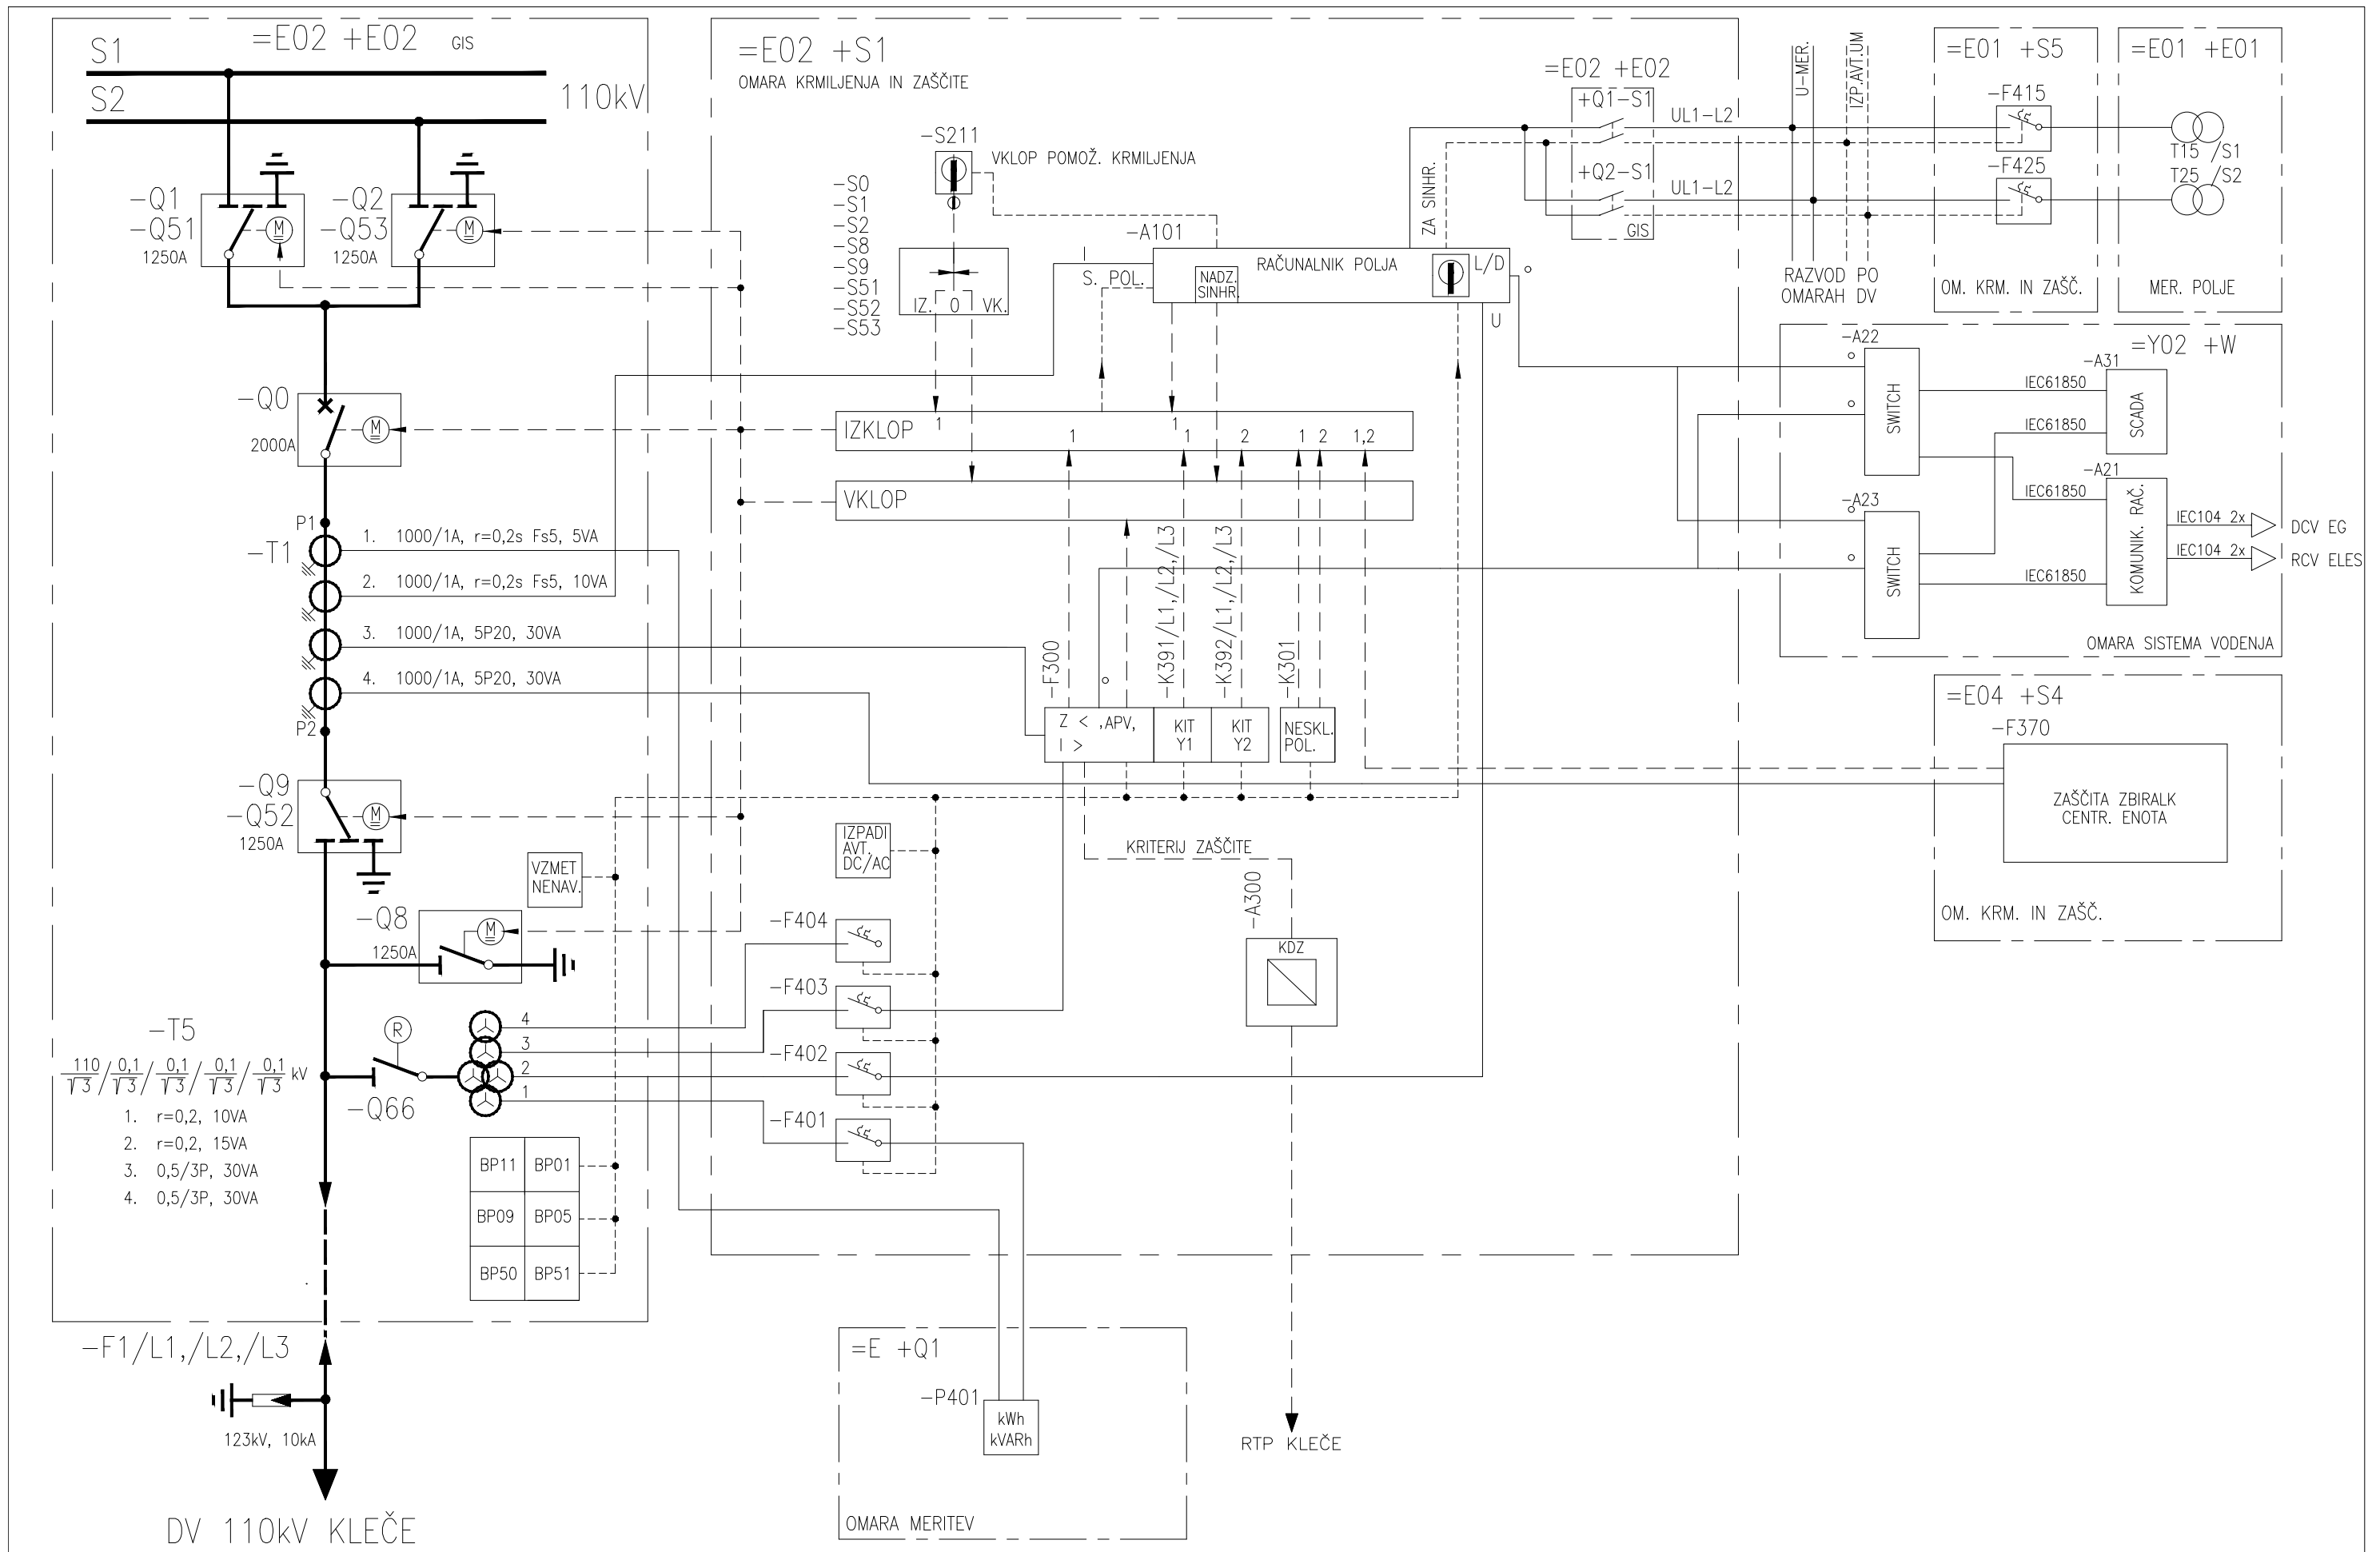 =E02 +E02 GIS
S1
S2
110kV
-Q1
-Q51
1250A
M
-Q2
-Q53
1250A
M
-Q0
2000A
M
P1
-T1
1. 1000/1A, r=0,2s Fs5, 5VA
2. 1000/1A, r=0,2s Fs5, 10VA
3. 1000/1A, 5P20, 30VA
4. 1000/1A, 5P20, 30VA
P2
-Q9
-Q52
1250A
M
VZMET
NENAV.
-Q8
1250A
M
-T5
110/√3 / 0,1/√3 / 0,1/√3 / 0,1/√3 / 0,1/√3 kV
1. r=0,2, 10VA
2. r=0,2, 15VA
3. 0,5/3P, 30VA
4. 0,5/3P, 30VA
R
-Q66
4
3
2
1
BP11 BP01
BP09 BP05
BP50 BP51
-F1/L1,/L2,/L3
123kV, 10kA
DV 110kV KLEČE
=E02 +S1
OMARA KRMILJENJA IN ZAŠČITE
-S211
VKLOP POMOŽ. KRMILJENJA
-S0
-S1
-S2
-S8
-S9
-S51
-S52
-S53
IZ. 0 VK.
-A101
S. POL.
RAČUNALNIK POLJA
NADZ.
SINHR.
L/D
U
ZA SINHR.
IZKLOP
1
1
1
1
2
1 2
1,2
VKLOP
-F300
-K391/L1,/L2,/L3
-K392/L1,/L2,/L3
-K301
Z < ,APV,
I >
KIT
Y1
KIT
Y2
NESKL.
POL.
IZPADI
AVT.
DC/AC
KRITERIJ ZAŠČITE
-A300
KDZ
-F404
-F403
-F402
-F401
RTP KLEČE
=E +Q1
-P401
kWh
kVARh
OMARA MERITEV
=E02 +E02
+Q1-S1
+Q2-S1
GIS
UL1-L2
UL1-L2
U-MER.
IZP.AVT.UM
RAZVOD PO
OMARAH DV
=E01 +S5
-F415
-F425
OM. KRM. IN ZAŠČ.
=E01 +E01
T15 /S1
T25 /S2
MER. POLJE
=Y02 +W
-A22
SWITCH
-A23
SWITCH
-A31
SCADA
-A21
KOMUNIK. RAČ.
IEC61850
IEC61850
IEC61850
IEC61850
IEC104 2x
IEC104 2x
DCV EG
RCV ELES
OMARA SISTEMA VODENJA
=E04 +S4
-F370
ZAŠČITA ZBIRALK
CENTR. ENOTA
OM. KRM. IN ZAŠČ.